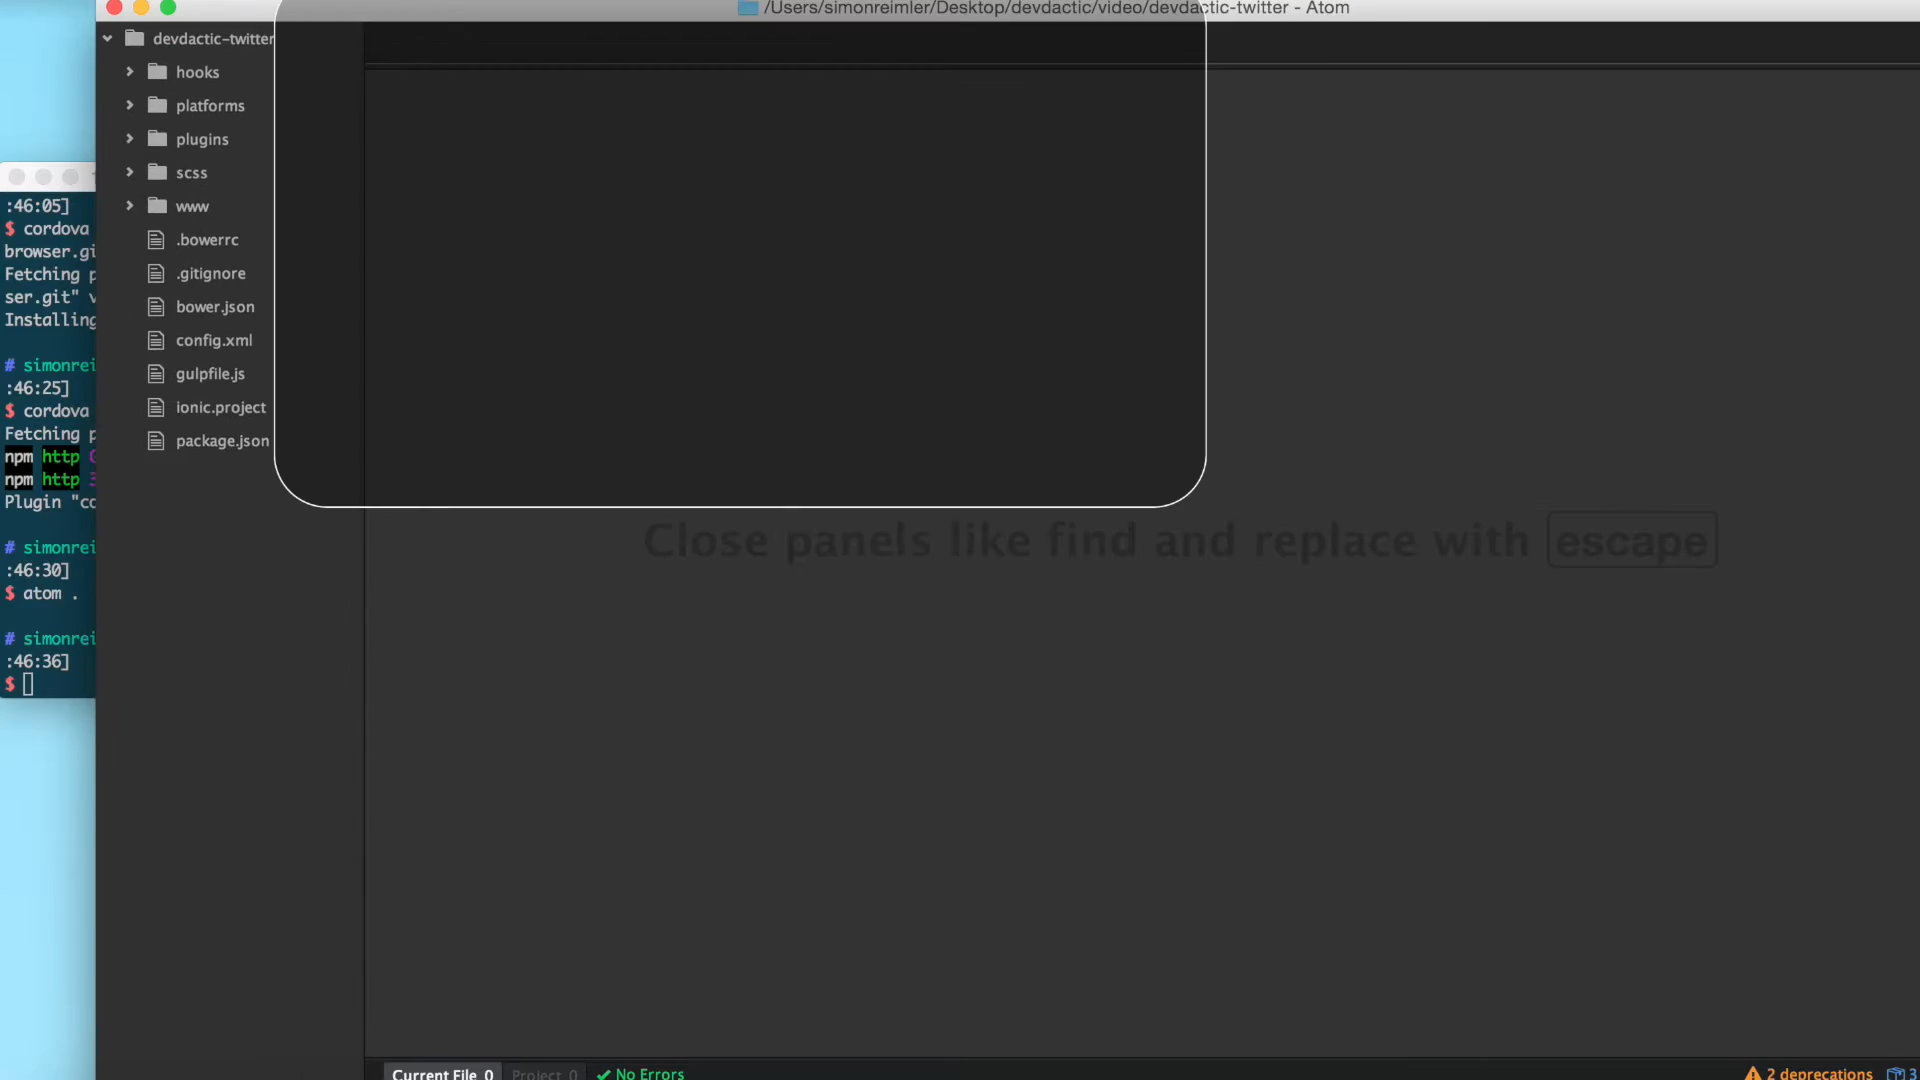 /Users/simonreimler/Desktop/devdactic/video/devdactic-twitter - Atom
devdactic-twitter
hooks
platforms
plugins
scss
www
.bowerrc
.gitignore
bower.json
config.xml
gulpfile.js
ionic.project
package.json
:46:05]
$ cordova
browser.gi
Fetching p
ser.git" v
Installing
# simonrei
:46:25]
$ cordova
Fetching p
npm http G
npm http 3
Plugin "co
# simonrei
:46:30]
$ atom .
# simonrei
:46:36]
$
Close panels like find and replace with escape
Current File 0 Project 0 No Errors 2 deprecations 3